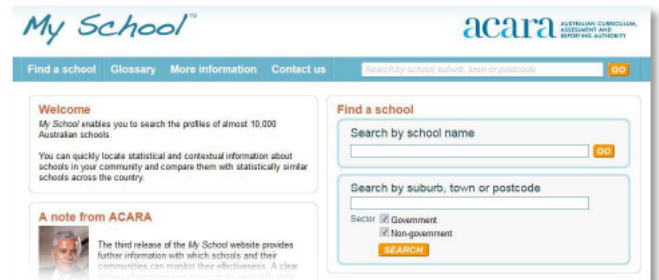 My School™
acara AUSTRALIAN CURRICULUM,
ASSESSMENT AND
REPORTING AUTHORITY
Find a school Glossary More information Contact us Search by school, suburb, town or postcode GO
Welcome
My School enables you to search the profiles of almost 10,000
Australian schools.
You can quickly locate statistical and contextual information about
schools in your community and compare them with statistically similar
schools across the country.
A note from ACARA
The third release of the My School website provides
further information with which schools and their
communities can monitor their effectiveness. A clear
Find a school
Search by school name
GO
Search by suburb, town or postcode
Sector Government
Non-government
SEARCH